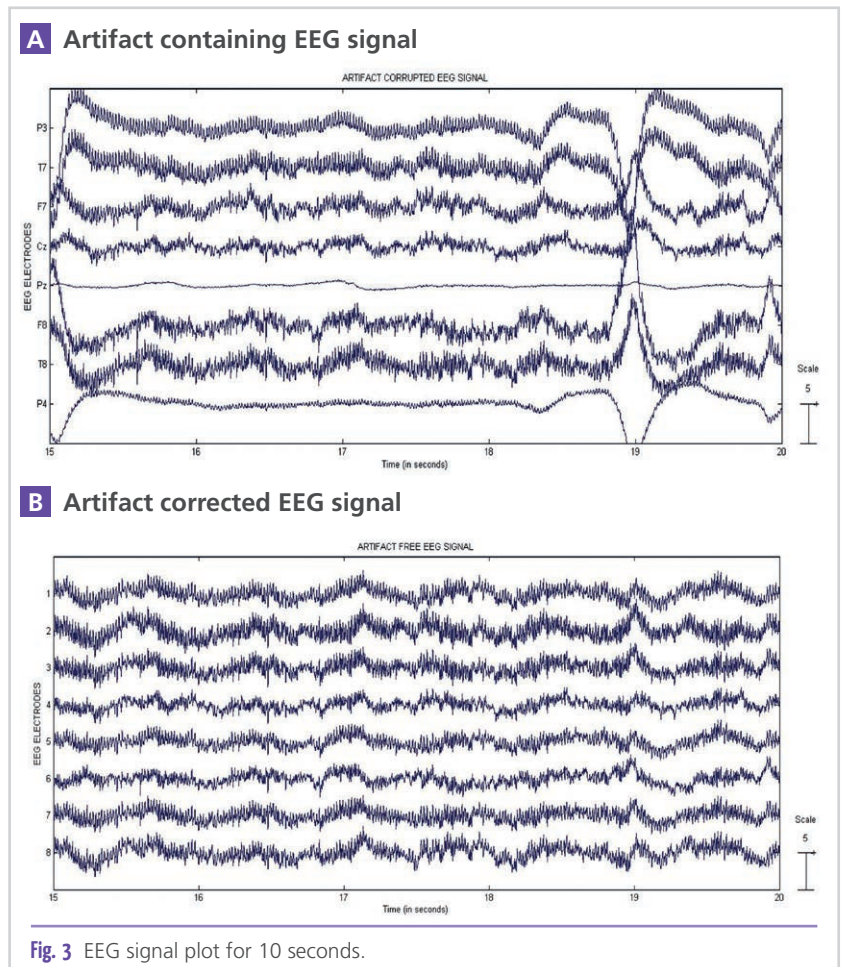 A Artifact containing EEG signal
ARTIFACT CORRUPTED EEG SIGNAL
EEG ELECTRODES
P3
T7
F7
Cz
Pz
F8
T8
P4
15 16 17 18 19 20
Time (in seconds)
Scale
5
B Artifact corrected EEG signal
ARTIFACT FREE EEG SIGNAL
EEG ELECTRODES
1
2
3
4
5
6
7
8
15 16 17 18 19 20
Time (in seconds)
Scale
5
Fig. 3 EEG signal plot for 10 seconds.